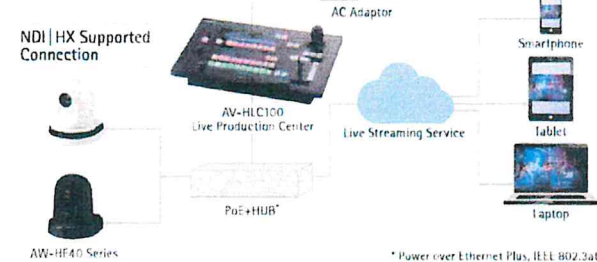 AC Adaptor
NDI | HX Supported
Connection
Smartphone
AV-HLC100
Live Production Center
Live Streaming Service
Tablet
PoE+HUB*
Laptop
AW-HE40 Series
* Power over Ethernet Plus, IEEE 802.3at